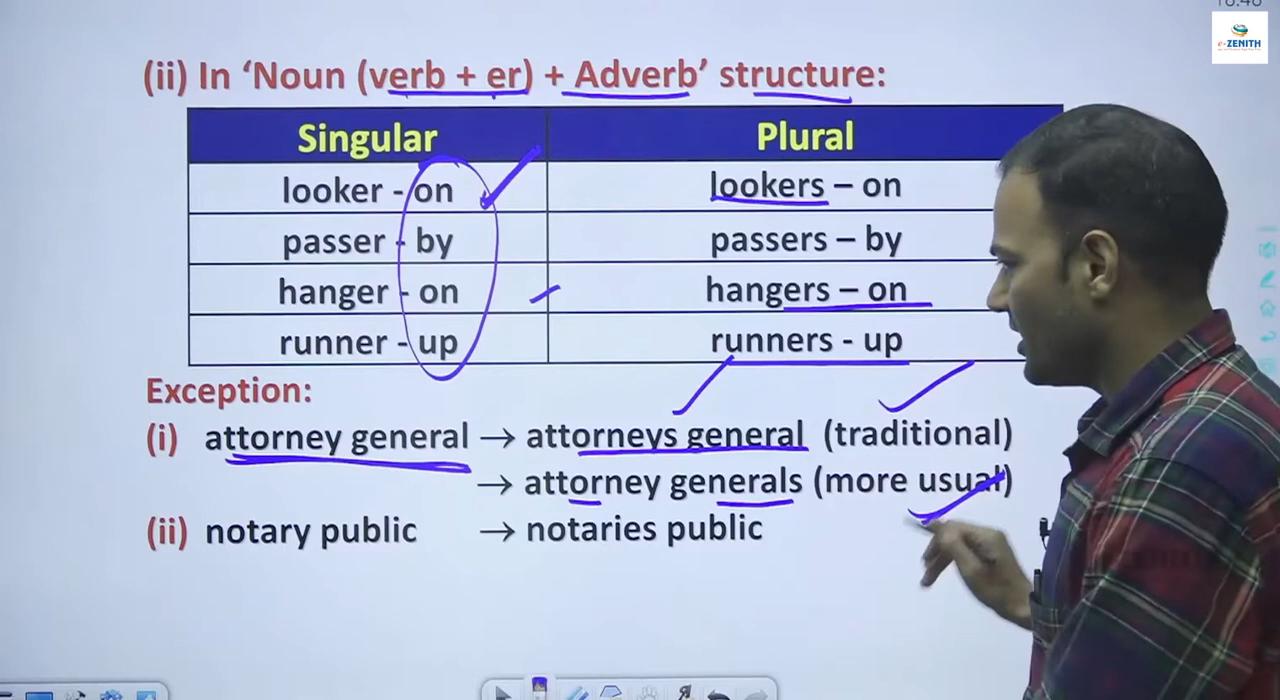 e-ZENITH
(ii) In ‘Noun (verb + er) + Adverb’ structure:
Singular Plural
looker - on lookers – on
passer - by passers – by
hanger - on hangers – on
runner - up runners - up
Exception:
(i) attorney general → attorneys general (traditional)
→ attorney generals (more usual)
(ii) notary public → notaries public